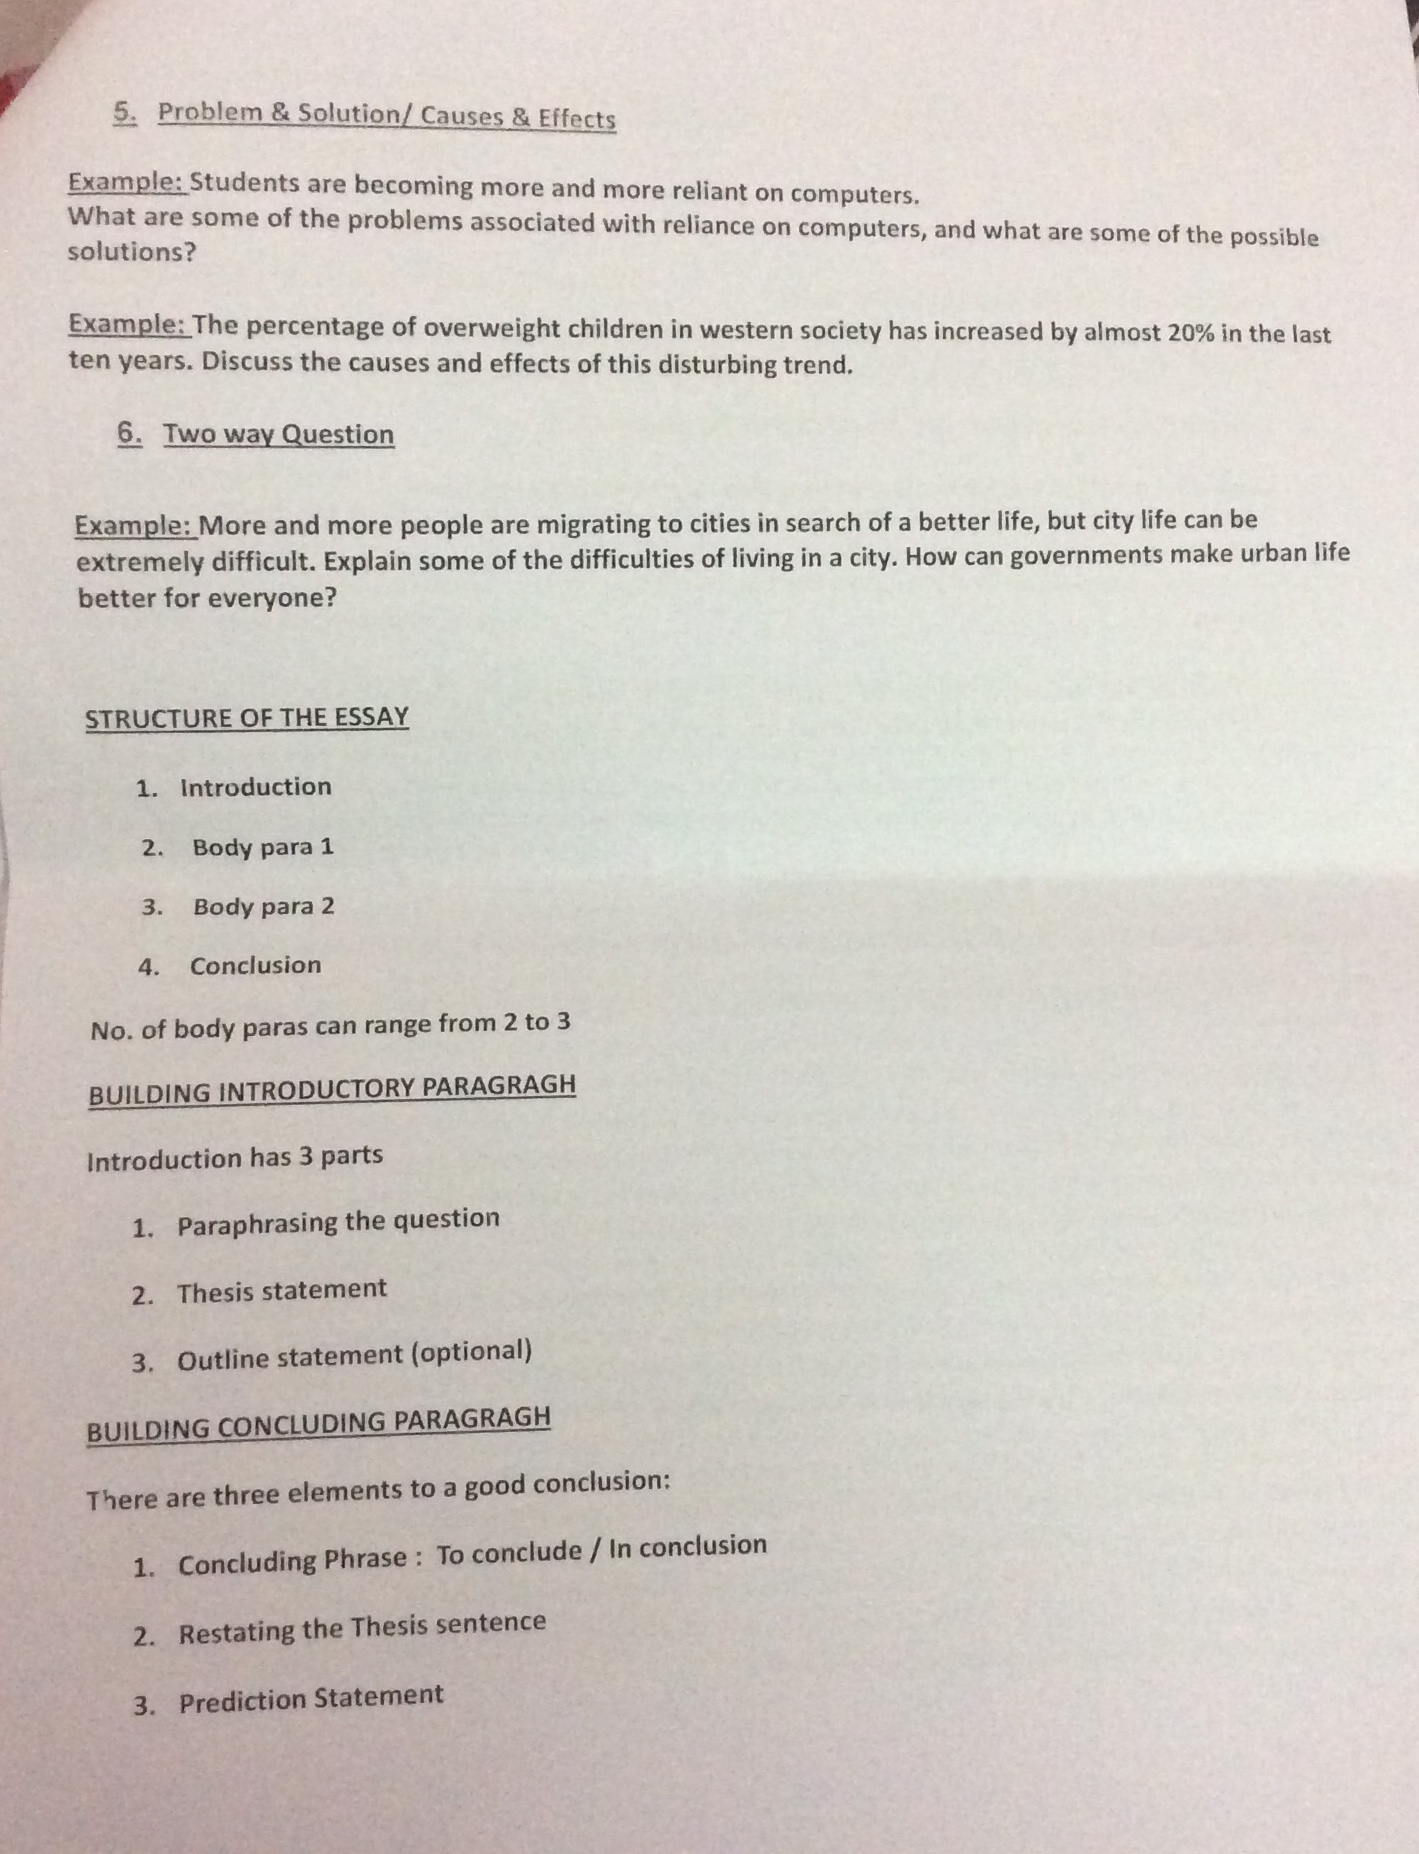 5. Problem & Solution/ Causes & Effects
Example: Students are becoming more and more reliant on computers.
What are some of the problems associated with reliance on computers, and what are some of the possible
solutions?
Example: The percentage of overweight children in western society has increased by almost 20% in the last
ten years. Discuss the causes and effects of this disturbing trend.
6. Two way Question
Example: More and more people are migrating to cities in search of a better life, but city life can be
extremely difficult. Explain some of the difficulties of living in a city. How can governments make urban life
better for everyone?
STRUCTURE OF THE ESSAY
1. Introduction
2. Body para 1
3. Body para 2
4. Conclusion
No. of body paras can range from 2 to 3
BUILDING INTRODUCTORY PARAGRAGH
Introduction has 3 parts
1. Paraphrasing the question
2. Thesis statement
3. Outline statement (optional)
BUILDING CONCLUDING PARAGRAGH
There are three elements to a good conclusion:
1. Concluding Phrase : To conclude / In conclusion
2. Restating the Thesis sentence
3. Prediction Statement